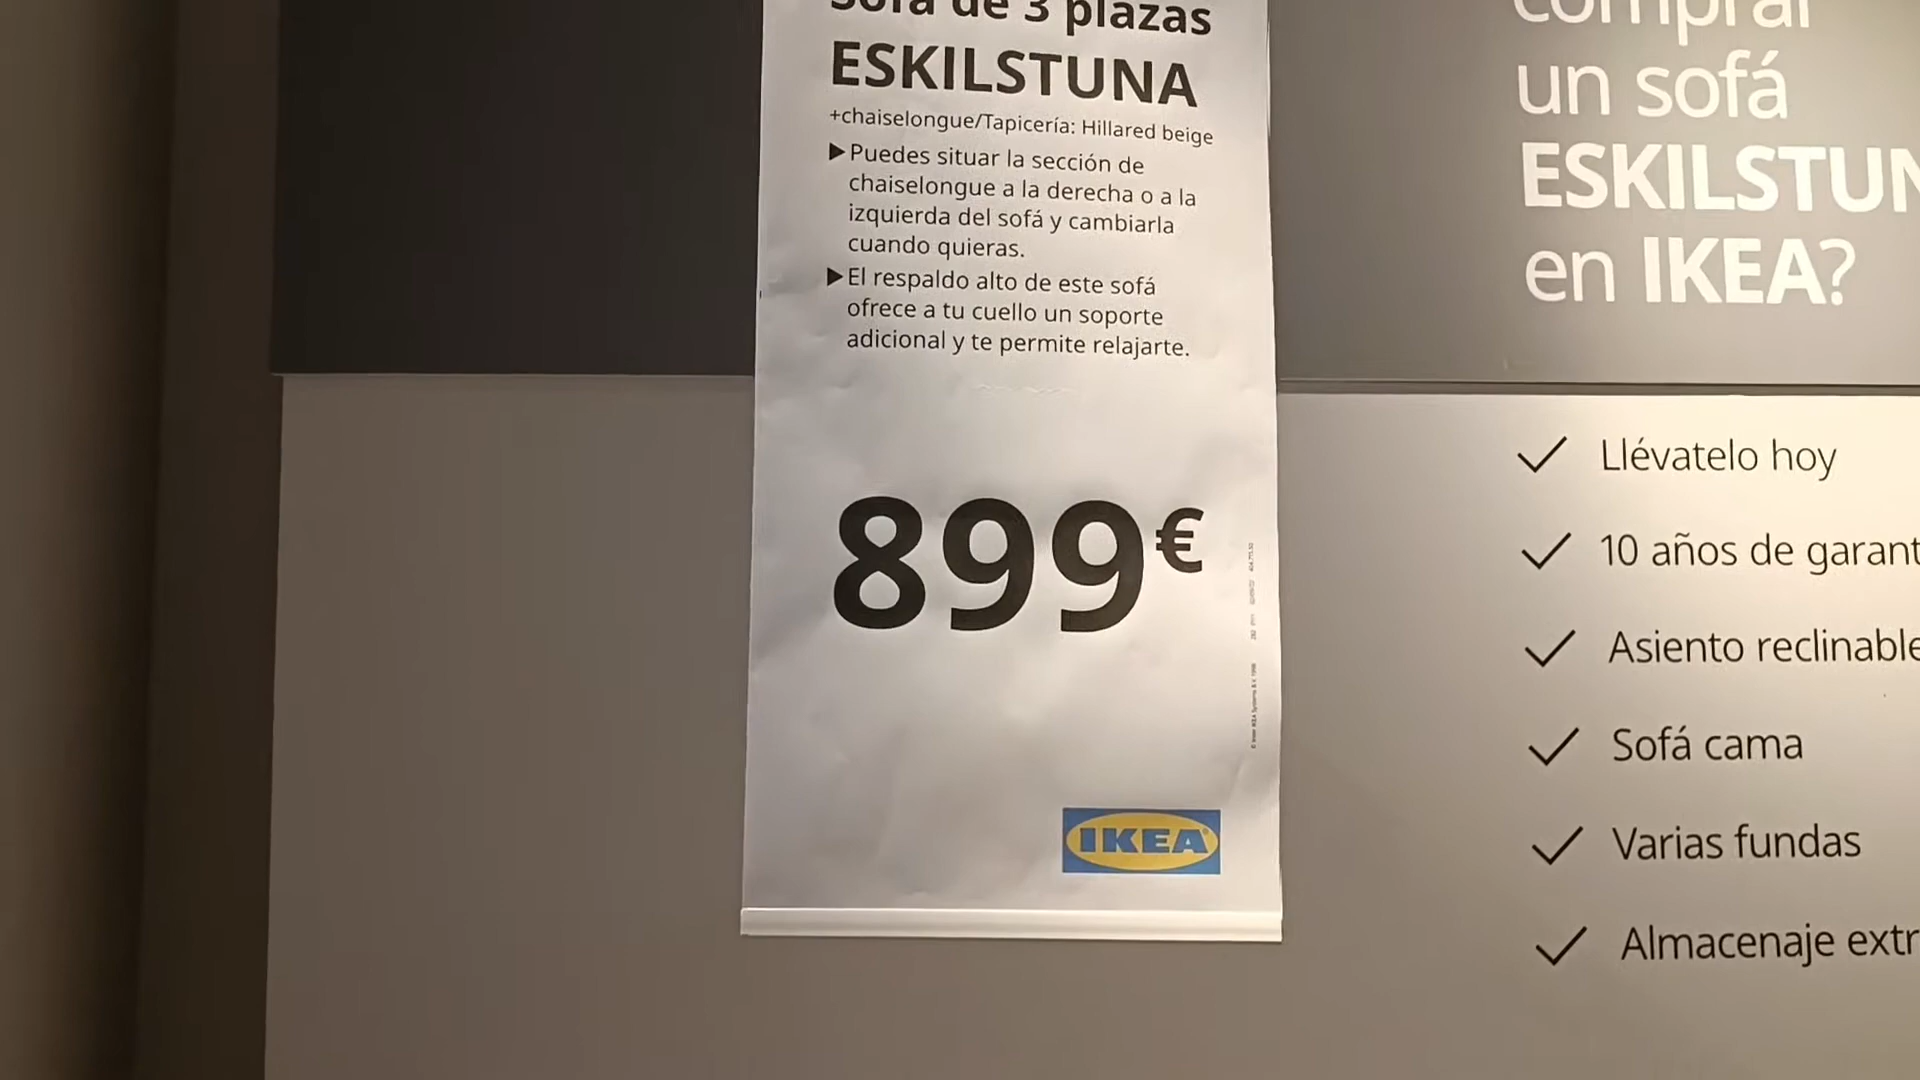 Sofá de 3 plazas
ESKILSTUNA
+chaiselongue/Tapicería: Hillared beige
▶Puedes situar la sección de
chaiselongue a la derecha o a la
izquierda del sofá y cambiarla
cuando quieras.
▶El respaldo alto de este sofá
ofrece a tu cuello un soporte
adicional y te permite relajarte.
899€
IKEA
comprar
un sofá
ESKILSTUN
en IKEA?
✓ Llévatelo hoy
✓ 10 años de garant
✓ Asiento reclinable
✓ Sofá cama
✓ Varias fundas
✓ Almacenaje extr